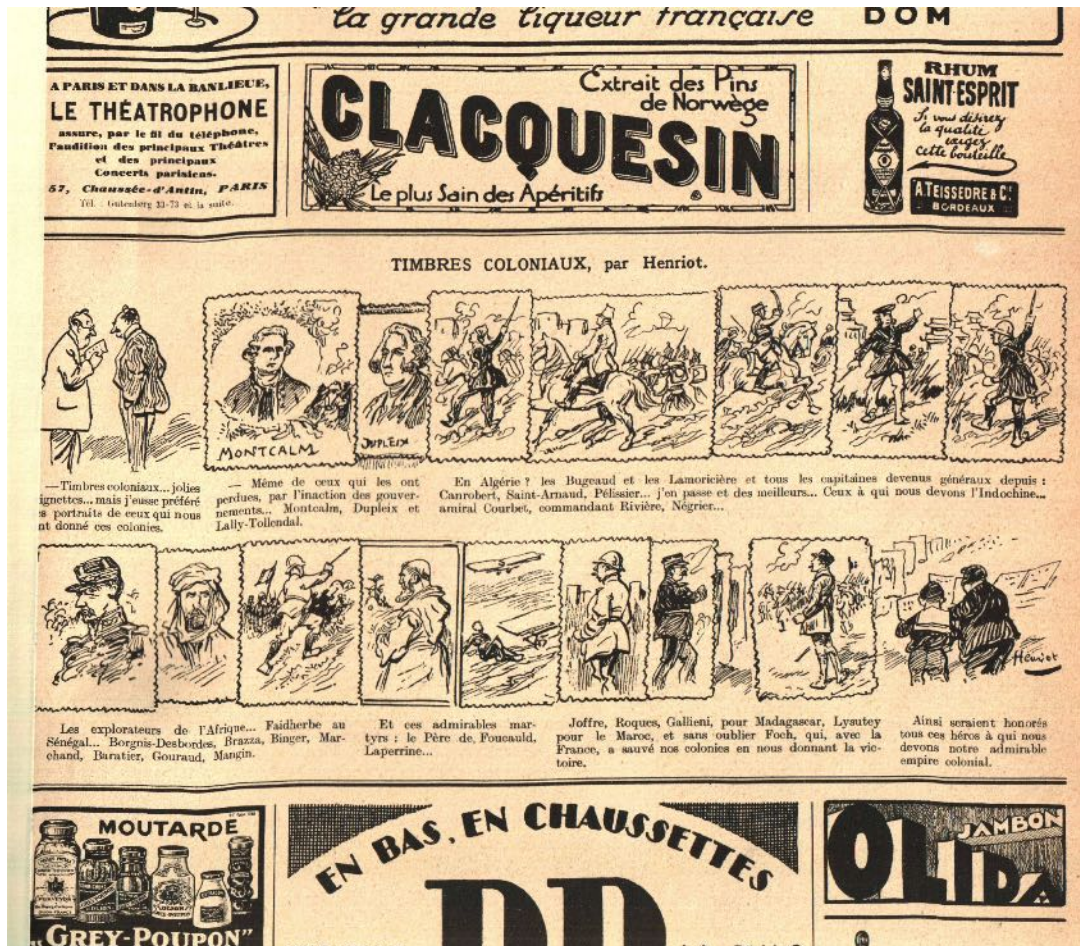 la grande liqueur française DOM
A PARIS ET DANS LA BANLIEUE,
LE THÉATROPHONE
assure, par le fil du téléphone,
l'audition des principaux Théâtres
et des principaux
Concerts parisiens.
57, Chaussée-d'Antin, PARIS
Tél. : Gutenberg 33-73 et la suite.
Extrait des Pins
de Norwège
CLACQUESIN
Le plus Sain des Apéritifs
RHUM
SAINT-ESPRIT
Si vous désirez
la qualité
exigez
cette bouteille
A. TEISSEDRE & Cie
BORDEAUX
TIMBRES COLONIAUX, par Henriot.
MONTCALM
DUPLEIX
— Timbres coloniaux... jolies
ignettes... mais j'eusse préféré
s portraits de ceux qui nous
nt donné ces colonies.
— Même de ceux qui les ont
perdues, par l'inaction des gouver-
nements... Montcalm, Dupleix et
Lally-Tollendal.
En Algérie ? les Bugeaud et les Lamoricière et tous les capitaines devenus généraux depuis :
Canrobert, Saint-Arnaud, Pélissier... j'en passe et des meilleurs... Ceux à qui nous devons l'Indochine...
amiral Courbet, commandant Rivière, Négrier...
Henriot
Les explorateurs de l'Afrique... Faidherbe au
Sénégal... Borgnis-Desbordes, Brazza, Binger, Mar-
chand, Baratier, Gouraud, Mangin.
Et ces admirables mar-
tyrs : le Père de Foucauld,
Laperrine...
Joffre, Roques, Gallieni, pour Madagascar, Lyautey
pour le Maroc, et sans oublier Foch, qui, avec la
France, a sauvé nos colonies en nous donnant la vic-
toire.
Ainsi seraient honorés
tous ces héros à qui nous
devons notre admirable
empire colonial.
MOUTARDE
"GREY-POUPON"
EN BAS, EN CHAUSSETTES
DD
JAMBON
OLIDA